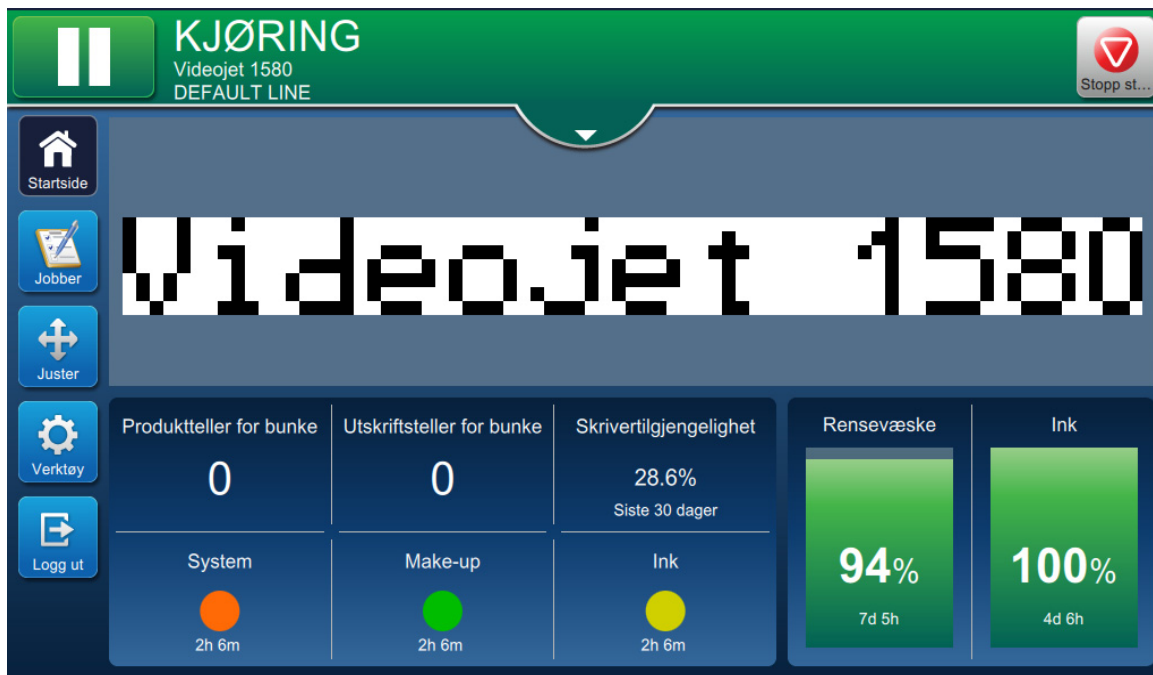 KJØRING
Videojet 1580
DEFAULT LINE
Stopp st...
Startside
Jobber
Juster
Verktøy
Logg ut
Videojet 1580
Produktteller for bunke
0
Utskriftsteller for bunke
0
Skrivertilgjengelighet
28.6%
Siste 30 dager
System
2h 6m
Make-up
2h 6m
Ink
2h 6m
Rensevæske
94%
7d 5h
Ink
100%
4d 6h